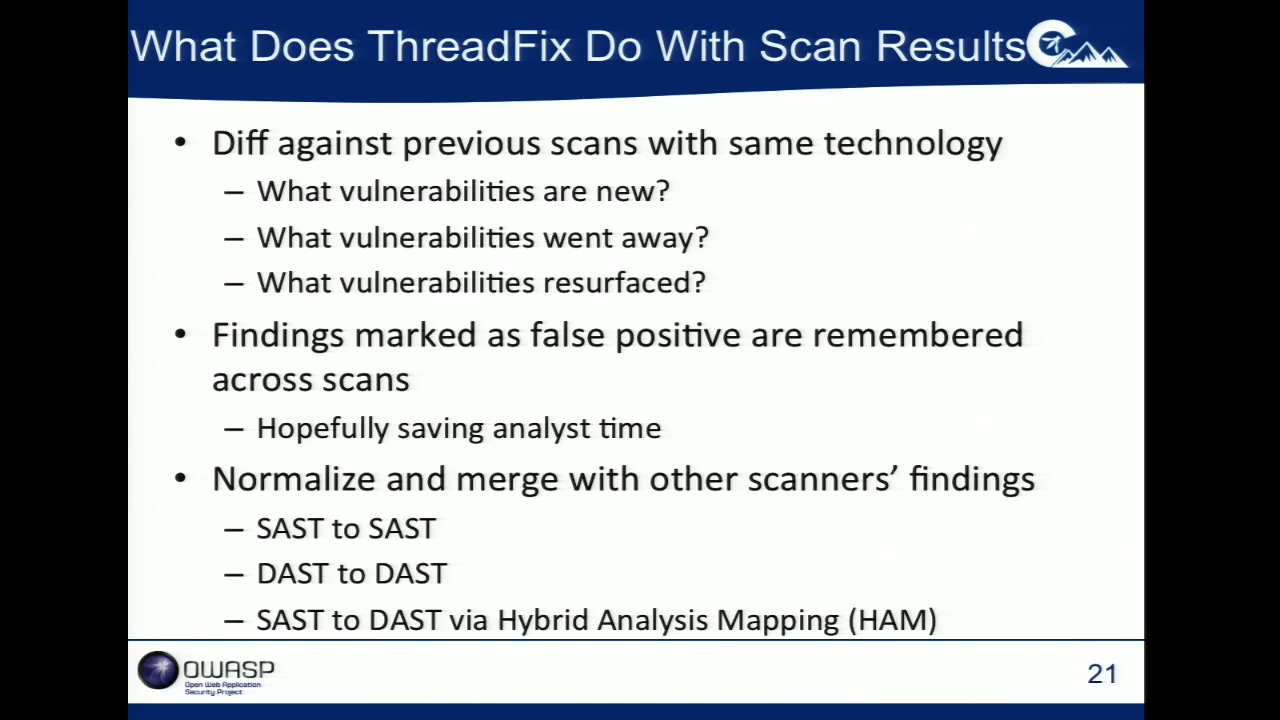 What Does ThreadFix Do With Scan Results
• Diff against previous scans with same technology
– What vulnerabilities are new?
– What vulnerabilities went away?
– What vulnerabilities resurfaced?
• Findings marked as false positive are remembered
across scans
– Hopefully saving analyst time
• Normalize and merge with other scanners’ findings
– SAST to SAST
– DAST to DAST
– SAST to DAST via Hybrid Analysis Mapping (HAM)
OWASP
Open Web Application
Security Project
21